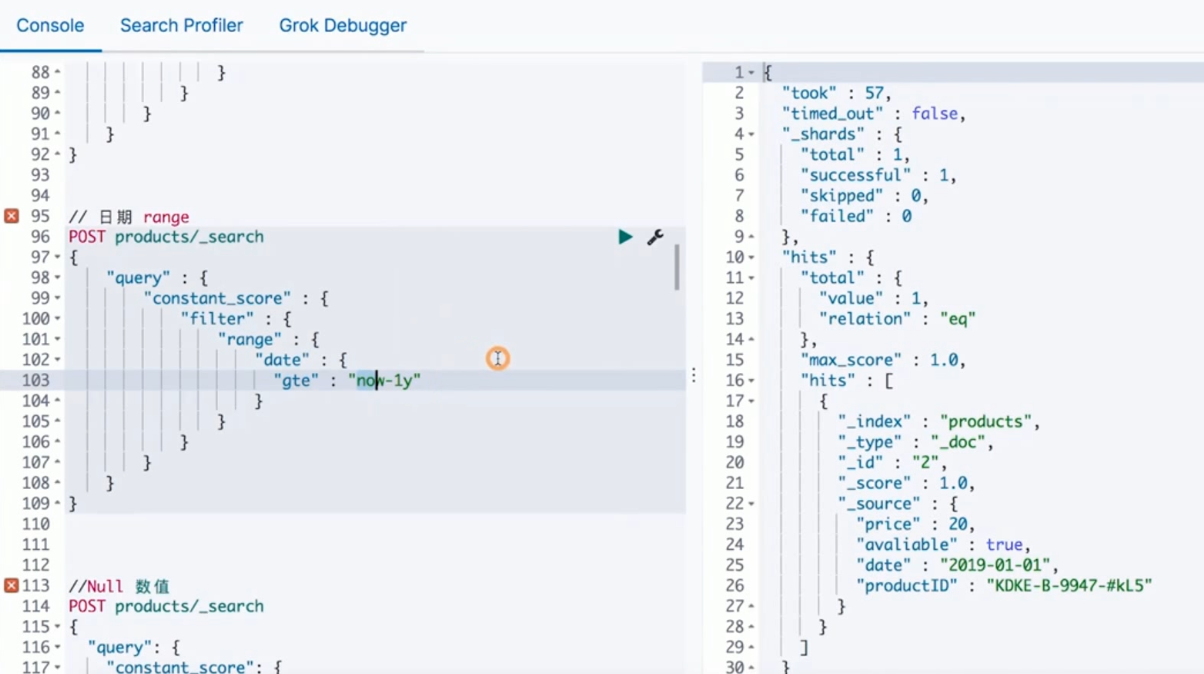 Console Search Profiler Grok Debugger
88 }
89 }
90 }
91 }
92 }
93
94
95 // 日期 range
96 POST products/_search
97 {
98 "query" : {
99 "constant_score" : {
100 "filter" : {
101 "range" : {
102 "date" : {
103 "gte" : "now-1y"
104 }
105 }
106 }
107 }
108 }
109 }
110
111
112
113 //Null 数值
114 POST products/_search
115 {
116 "query": {
117 "constant_score": {
1 {
2 "took" : 57,
3 "timed_out" : false,
4 "_shards" : {
5 "total" : 1,
6 "successful" : 1,
7 "skipped" : 0,
8 "failed" : 0
9 },
10 "hits" : {
11 "total" : {
12 "value" : 1,
13 "relation" : "eq"
14 },
15 "max_score" : 1.0,
16 "hits" : [
17 {
18 "_index" : "products",
19 "_type" : "_doc",
20 "_id" : "2",
21 "_score" : 1.0,
22 "_source" : {
23 "price" : 20,
24 "avaliable" : true,
25 "date" : "2019-01-01",
26 "productID" : "KDKE-B-9947-#kL5"
27 }
28 }
29 ]
30 }